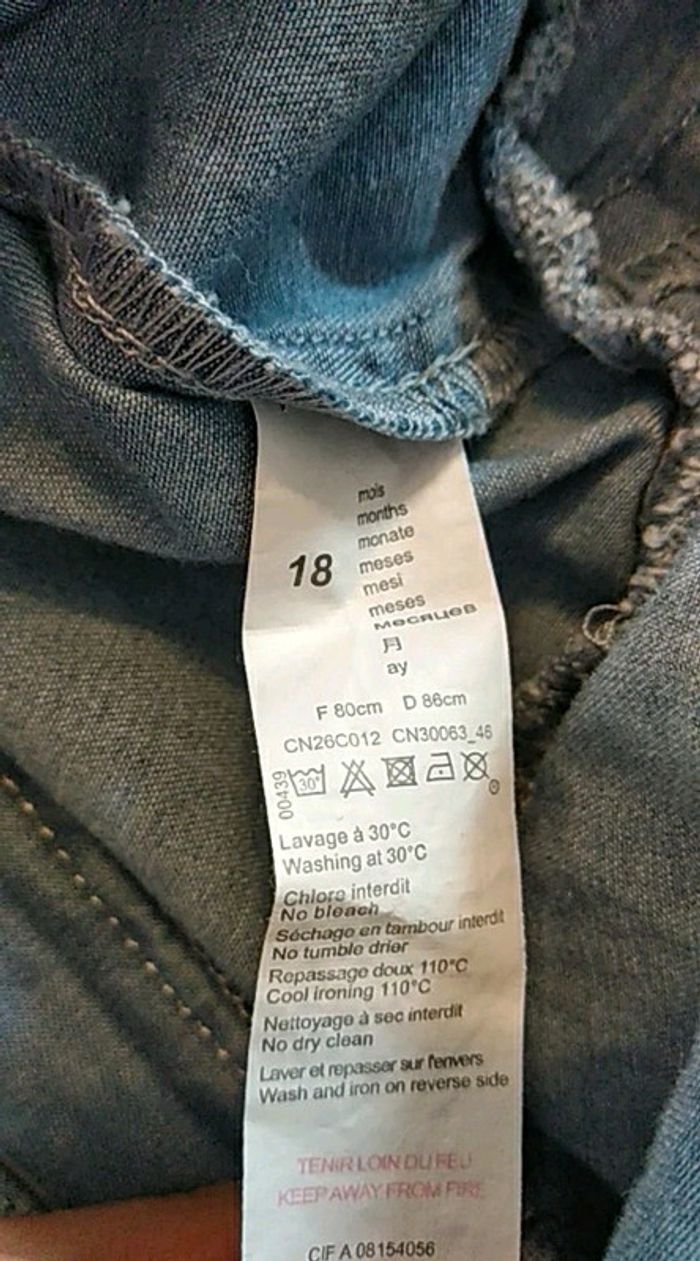 18
mois
months
monate
meses
mesi
meses
месяцев
月
ay
F 80cm D 86cm
CN26C012 CN30063_46
00439
30°
Lavage à 30°C
Washing at 30°C
Chlore interdit
No bleach
Séchage en tambour interdit
No tumble drier
Repassage doux 110°C
Cool ironing 110°C
Nettoyage à sec interdit
No dry clean
Laver et repasser sur l'envers
Wash and iron on reverse side
TENIR LOIN DU FEU
KEEP AWAY FROM FIRE
CIF A 08154056